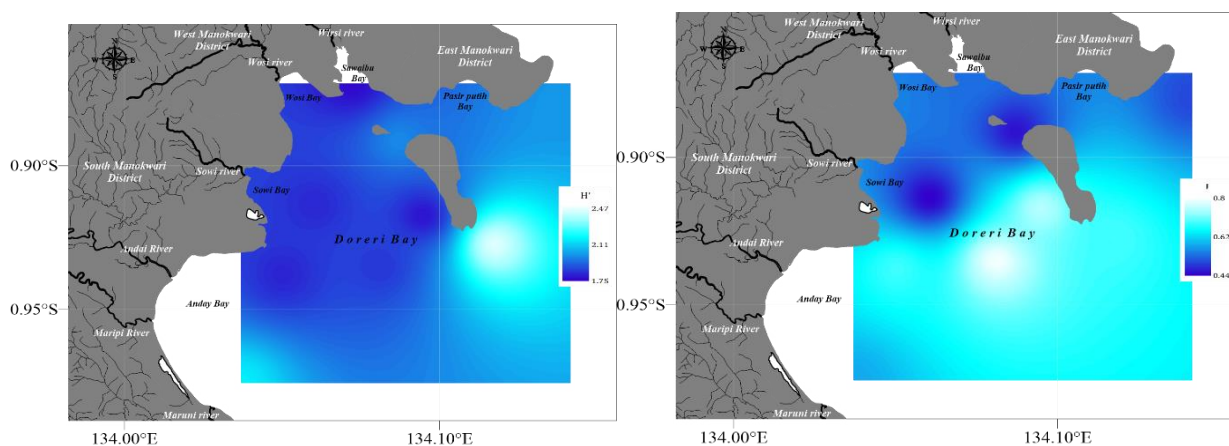 N
W E
S
West Manokwari
District
Wirsi river
East Manokwari
District
Wosi river
Sawaiba
Bay
Wosi Bay
Pasir putih
Bay
0.90°S
South Manokwari
District
Sowi river
Sowi Bay
H'
2.47
2.11
1.75
Doreri Bay
Andai River
0.95°S
Anday Bay
Maripi River
Maruni river
134.00°E
134.10°E
N
W E
S
West Manokwari
District
Wirsi river
East Manokwari
District
Wosi river
Sawaiba
Bay
Wosi Bay
Pasir putih
Bay
0.90°S
South Manokwari
District
Sowi river
Sowi Bay
0.8
0.62
0.44
Doreri Bay
Andai River
0.95°S
Anday Bay
Maripi River
Maruni river
134.00°E
134.10°E